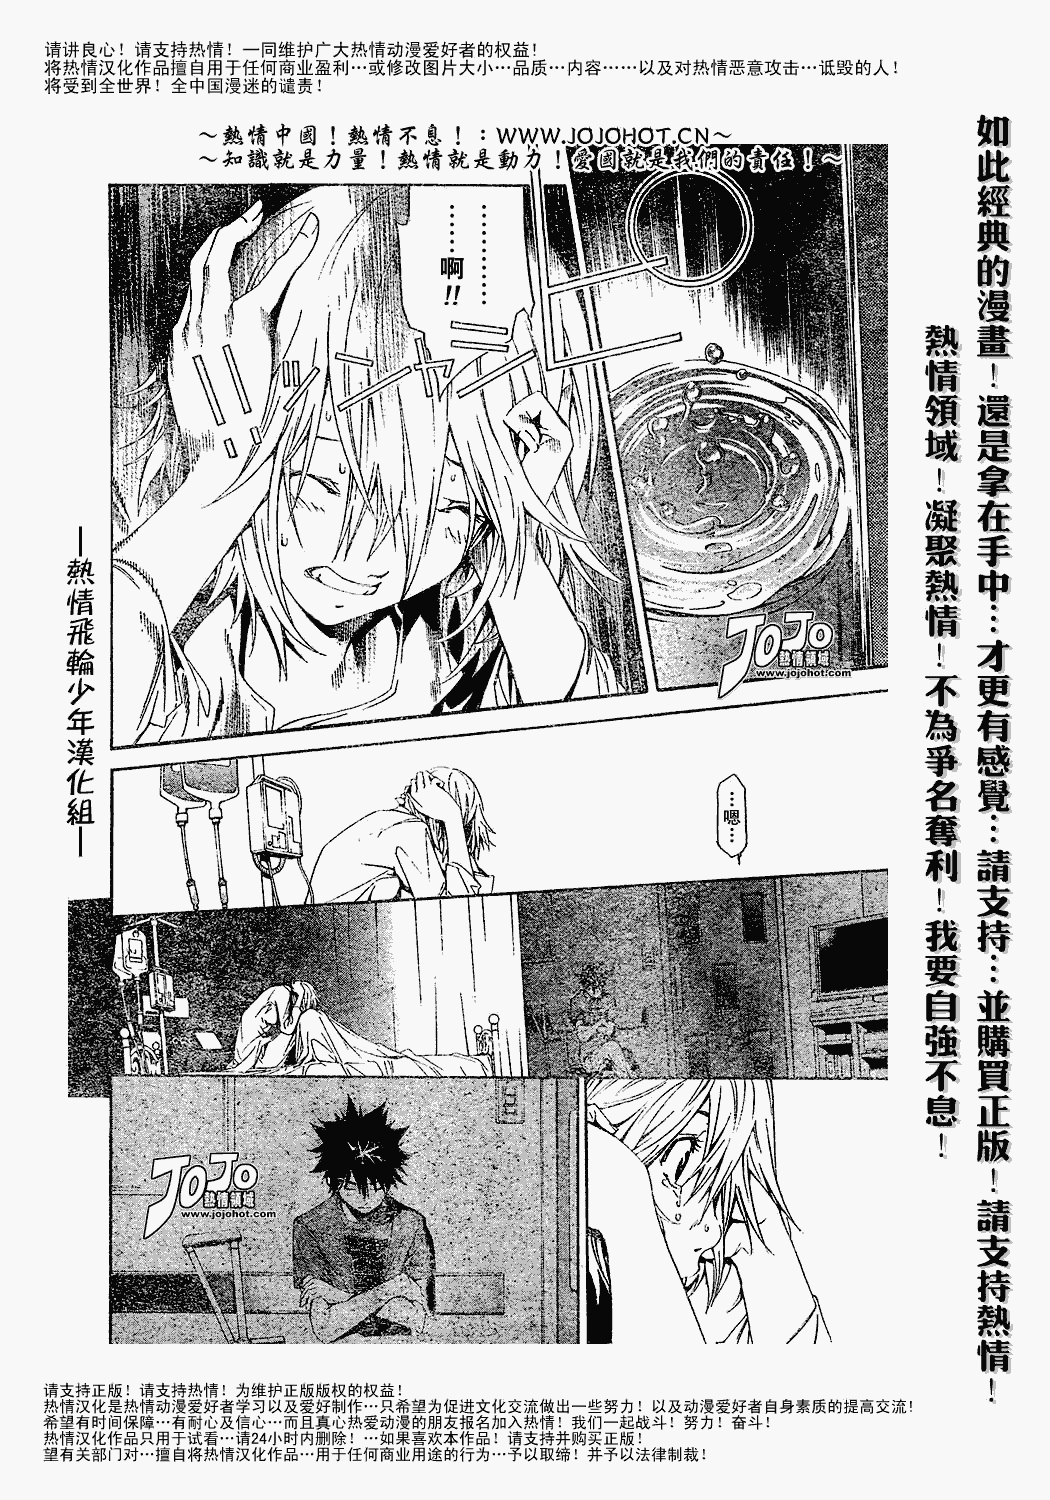 请讲良心！请支持热情！一同维护广大热情动漫爱好者的权益！
将热情汉化作品擅自用于任何商业盈利…或修改图片大小…品质…内容……以及对热情恶意攻击…诋毁的人！
将受到全世界！全中国漫迷的谴责！
～熱情中國！熱情不息！：WWW.JOJOHOT.CN～
～知識就是力量！熱情就是動力！愛國就是我們的責任！～
如此經典的漫畫！還是拿在手中…才更有感覺…請支持…並購買正版！請支持熱情！
熱情領域！凝聚熱情！不為爭名奪利！我要自強不息！
…………
……啊!!
JOJO
熱情領域
www.jojohot.com
—熱情飛輪少年漢化組—
…嗯…
JOJO
熱情領域
www.jojohot.com
请支持正版！请支持热情！为维护正版版权的权益！
热情汉化是热情动漫爱好者学习以及爱好制作…只希望为促进文化交流做出一些努力！以及动漫爱好者自身素质的提高交流！
希望有时间保障…有耐心及信心…而且真心热爱动漫的朋友报名加入热情！我们一起战斗！努力！奋斗！
热情汉化作品只用于试看…请24小时内删除！…如果喜欢本作品！请支持并购买正版！
望有关部门对…擅自将热情汉化作品…用于任何商业用途的行为…予以取缔！并予以法律制裁！